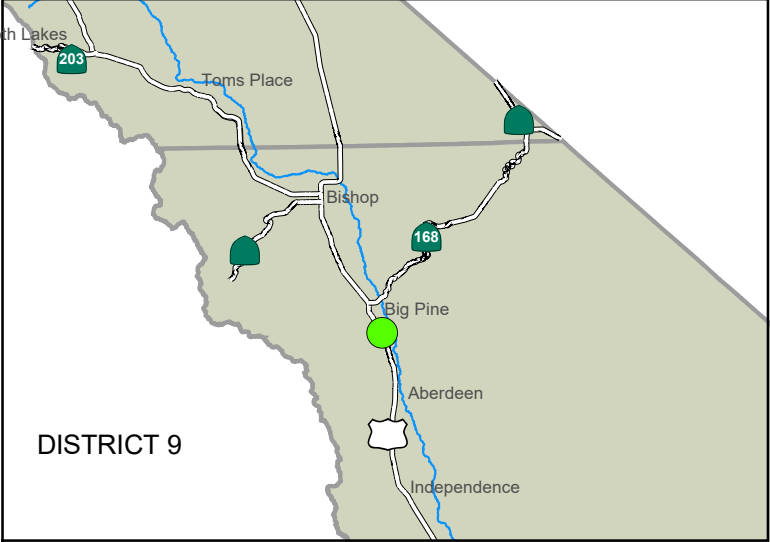 th Lakes
203
Toms Place
Bishop
168
Big Pine
Aberdeen
DISTRICT 9
Independence